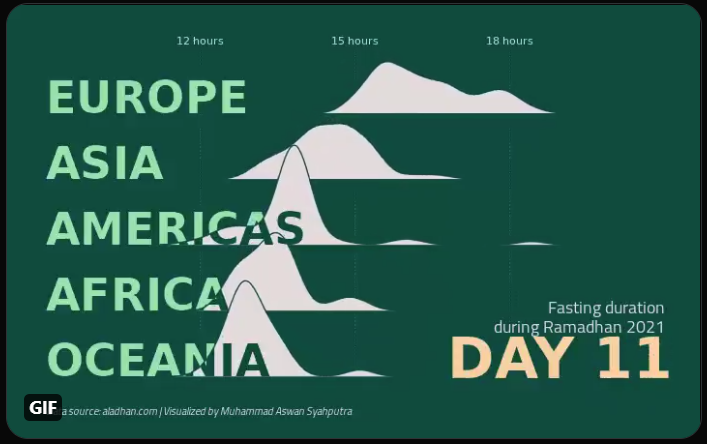 12 hours 15 hours 18 hours
EUROPE
ASIA
AMERICAS
AFRICA
OCEANIA
Fasting duration
during Ramadhan 2021
DAY 11
GIF
source: aladhan.com | Visualized by Muhammad Aswan Syahputra